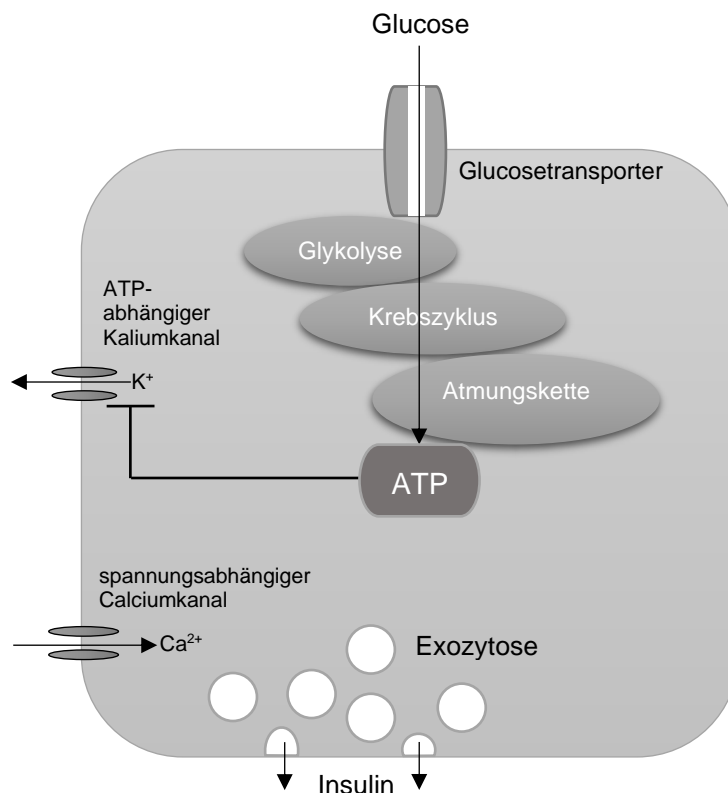 Glucose
Glucosetransporter
Glykolyse
ATP-
abhängiger
Kaliumkanal
Krebszyklus
K⁺
Atmungskette
ATP
spannungsabhängiger
Calciumkanal
Ca²⁺
Exozytose
Insulin